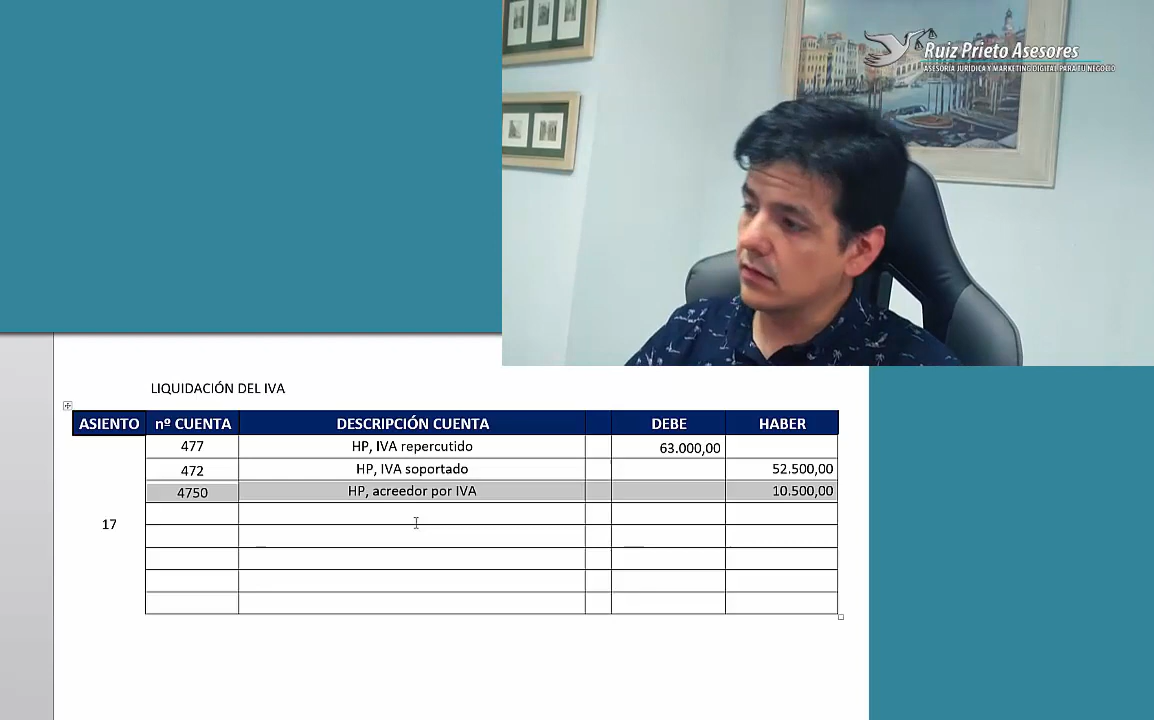 Ruiz Prieto Asesores
ASESORÍA JURÍDICA Y MARKETING DIGITAL PARA TU NEGOCIO
LIQUIDACIÓN DEL IVA
ASIENTO nº CUENTA DESCRIPCIÓN CUENTA DEBE HABER
477 HP, IVA repercutido 63.000,00
472 HP, IVA soportado 52.500,00
4750 HP, acreedor por IVA 10.500,00
17